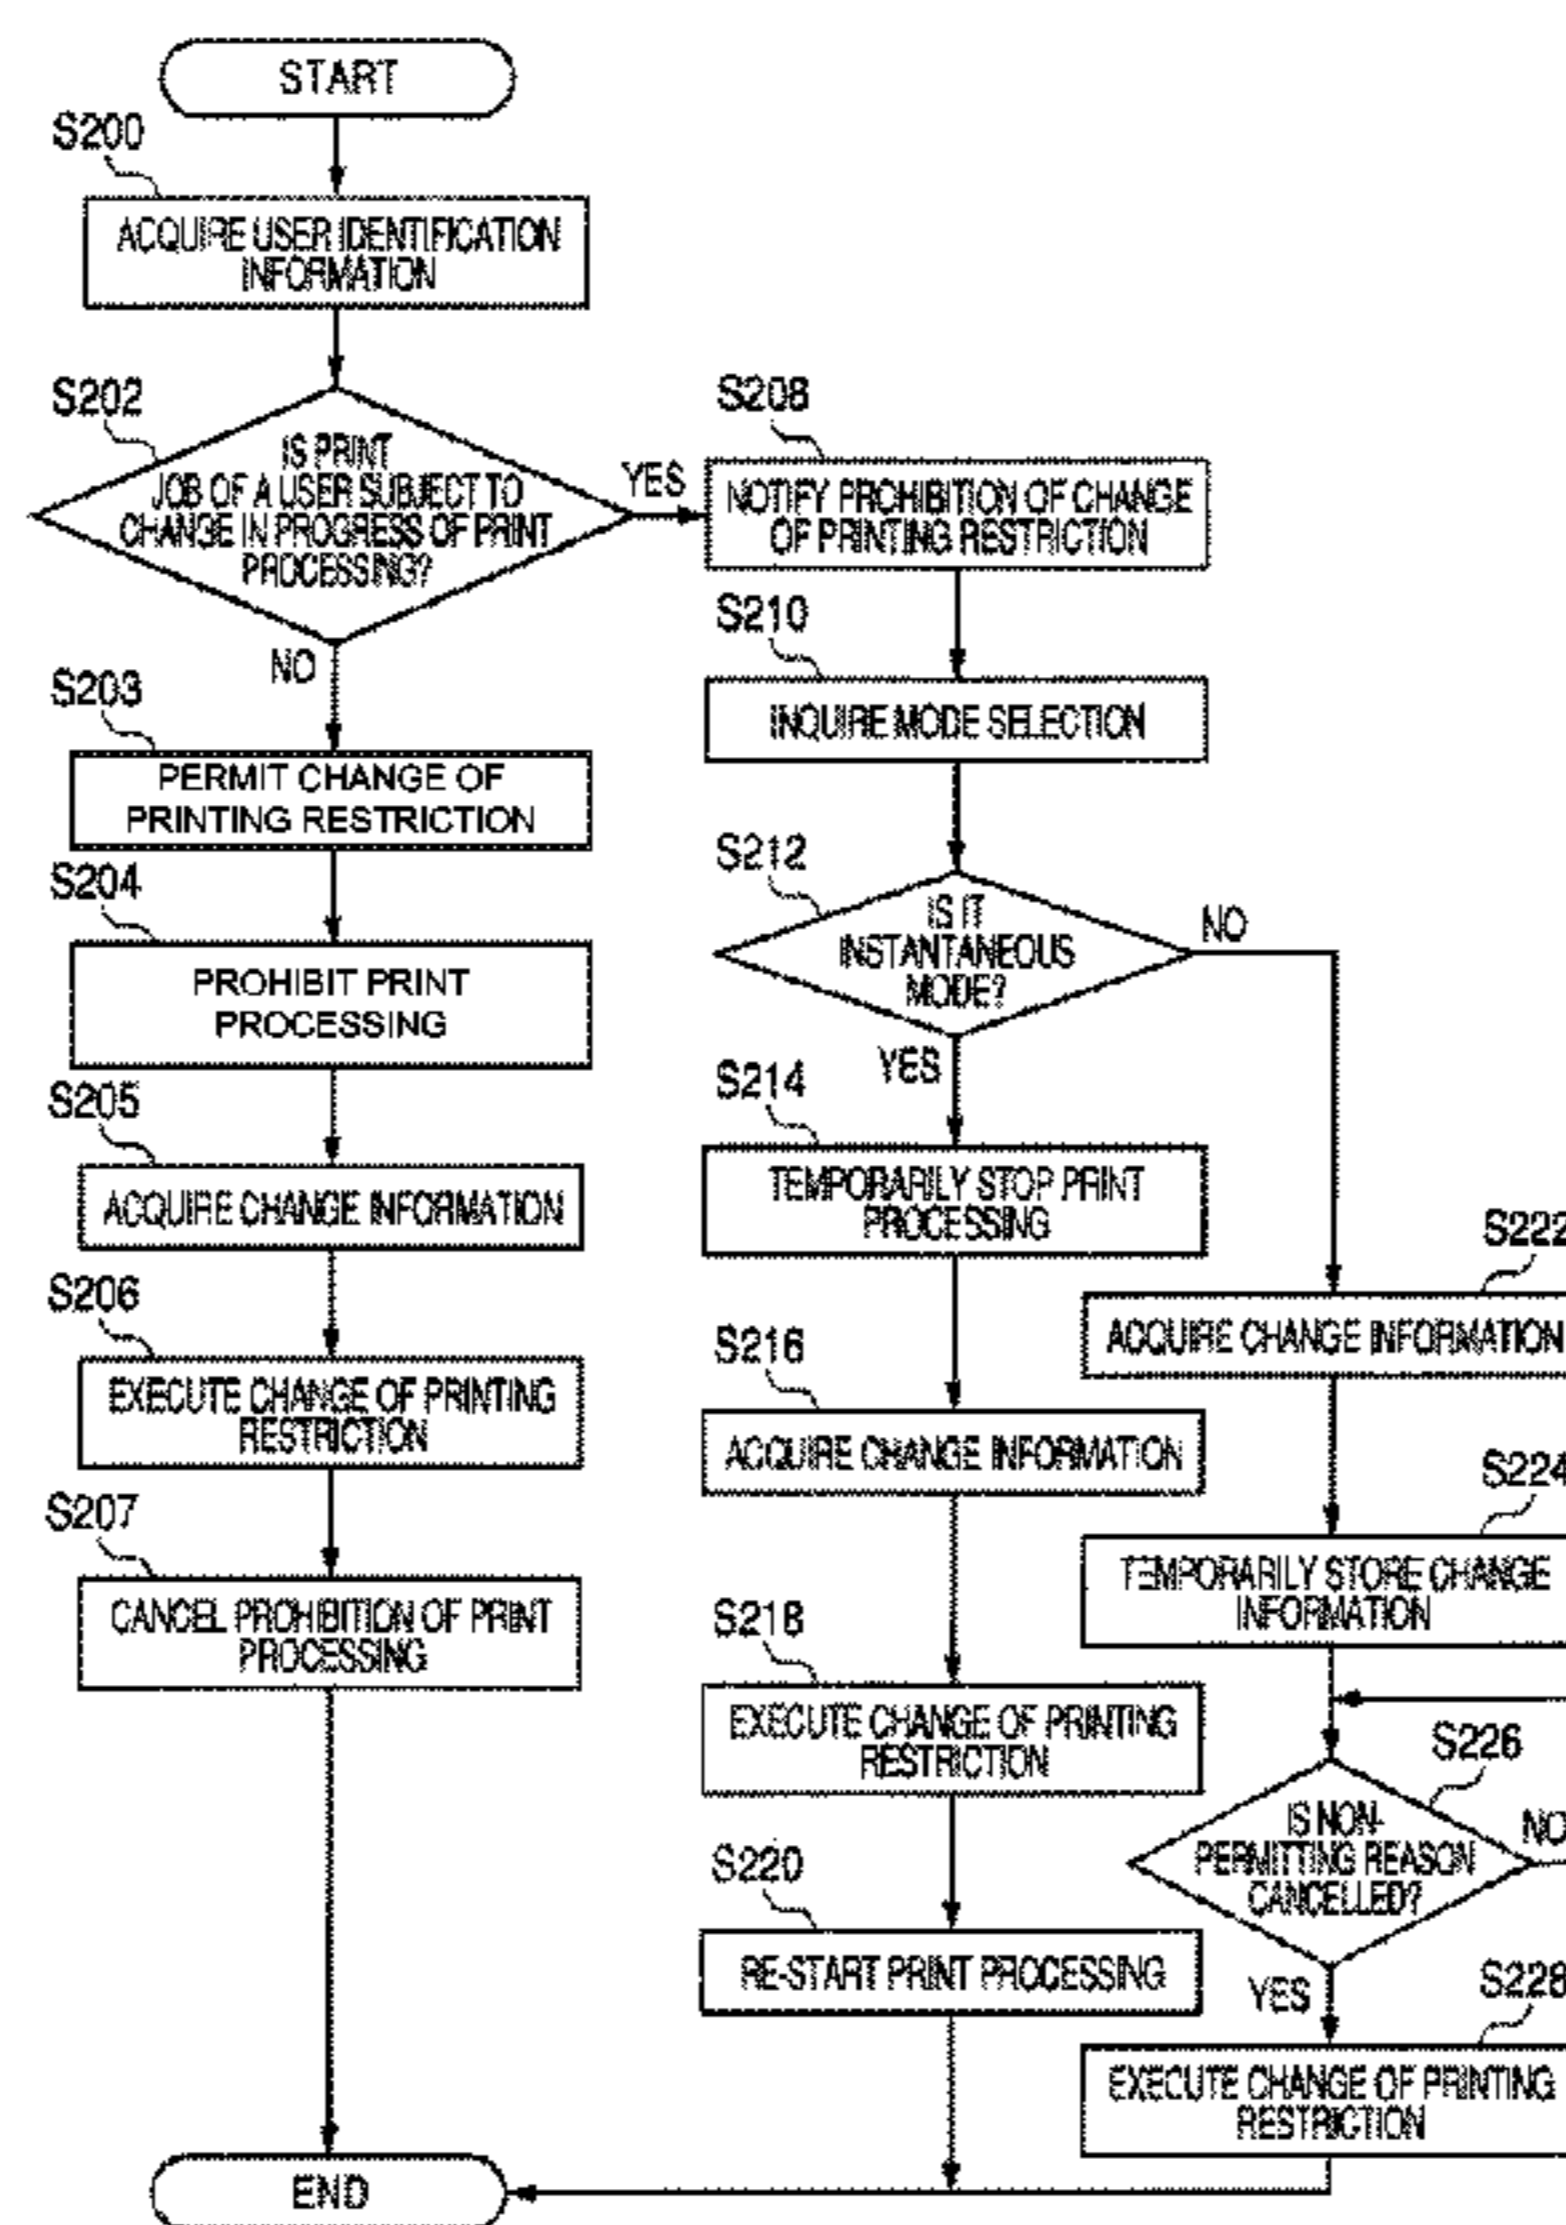 START
S200
ACQUIRE USER IDENTIFICATION
INFORMATION
S202
IS PRINT
JOB OF A USER SUBJECT TO
CHANGE IN PROGRESS OF PRINT
PROCESSING?
YES
NO
S203
PERMIT CHANGE OF
PRINTING RESTRICTION
S204
PROHIBIT PRINT
PROCESSING
S205
ACQUIRE CHANGE INFORMATION
S206
EXECUTE CHANGE OF PRINTING
RESTRICTION
S207
CANCEL PROHIBITION OF PRINT
PROCESSING
END
S208
NOTIFY PROHIBITION OF CHANGE
OF PRINTING RESTRICTION
S210
INQUIRE MODE SELECTION
S212
IS IT
INSTANTANEOUS
MODE?
NO
YES
S214
TEMPORARILY STOP PRINT
PROCESSING
S216
ACQUIRE CHANGE INFORMATION
S218
EXECUTE CHANGE OF PRINTING
RESTRICTION
S220
RE-START PRINT PROCESSING
S222
ACQUIRE CHANGE INFORMATION
S224
TEMPORARILY STORE CHANGE
INFORMATION
S226
IS NON-
PERMITTING REASON
CANCELLED?
NO
YES
S228
EXECUTE CHANGE OF PRINTING
RESTRICTION